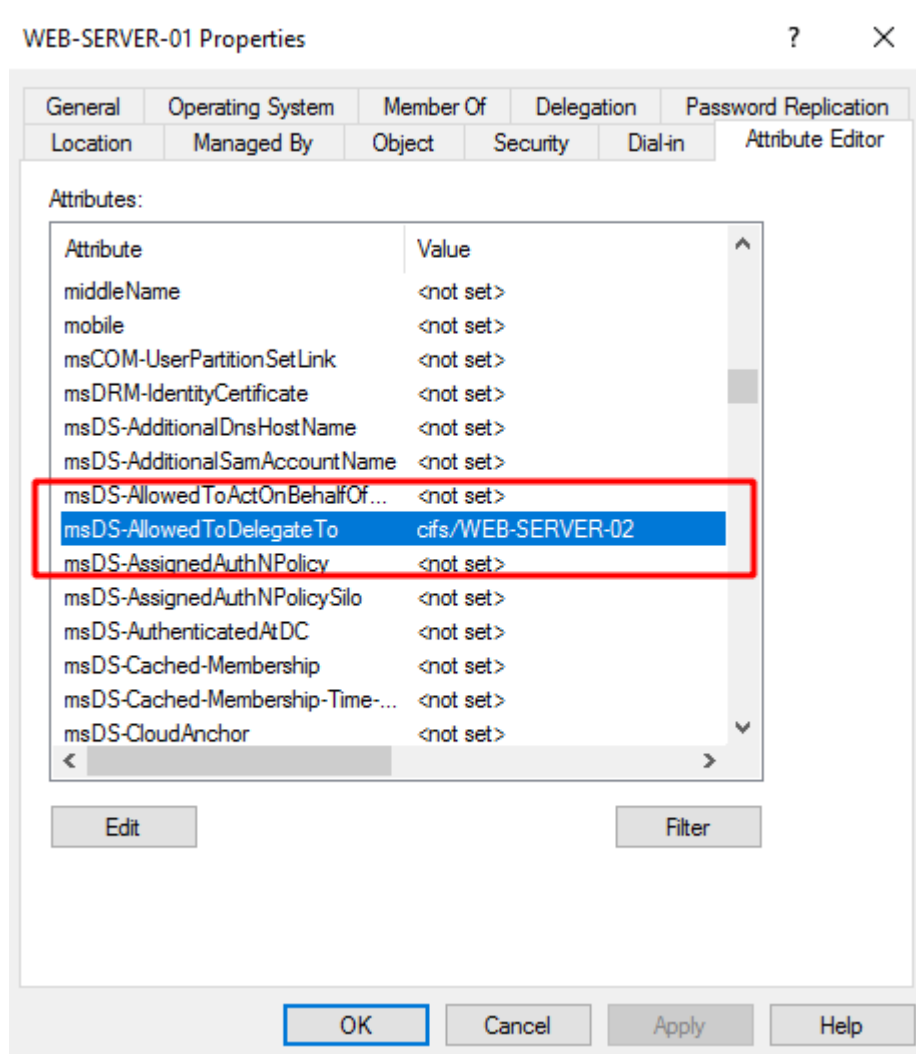 WEB-SERVER-01 Properties ? ×
General Operating System Member Of Delegation Password Replication
Location Managed By Object Security Dial-in Attribute Editor
Attributes:
Attribute Value
middleName <not set>
mobile <not set>
msCOM-UserPartitionSetLink <not set>
msDRM-IdentityCertificate <not set>
msDS-AdditionalDnsHostName <not set>
msDS-AdditionalSamAccountName <not set>
msDS-AllowedToActOnBehalfOf... <not set>
msDS-AllowedToDelegateTo cifs/WEB-SERVER-02
msDS-AssignedAuthNPolicy <not set>
msDS-AssignedAuthNPolicySilo <not set>
msDS-AuthenticatedAtDC <not set>
msDS-Cached-Membership <not set>
msDS-Cached-Membership-Time-... <not set>
msDS-CloudAnchor <not set>
Edit Filter
OK Cancel Apply Help